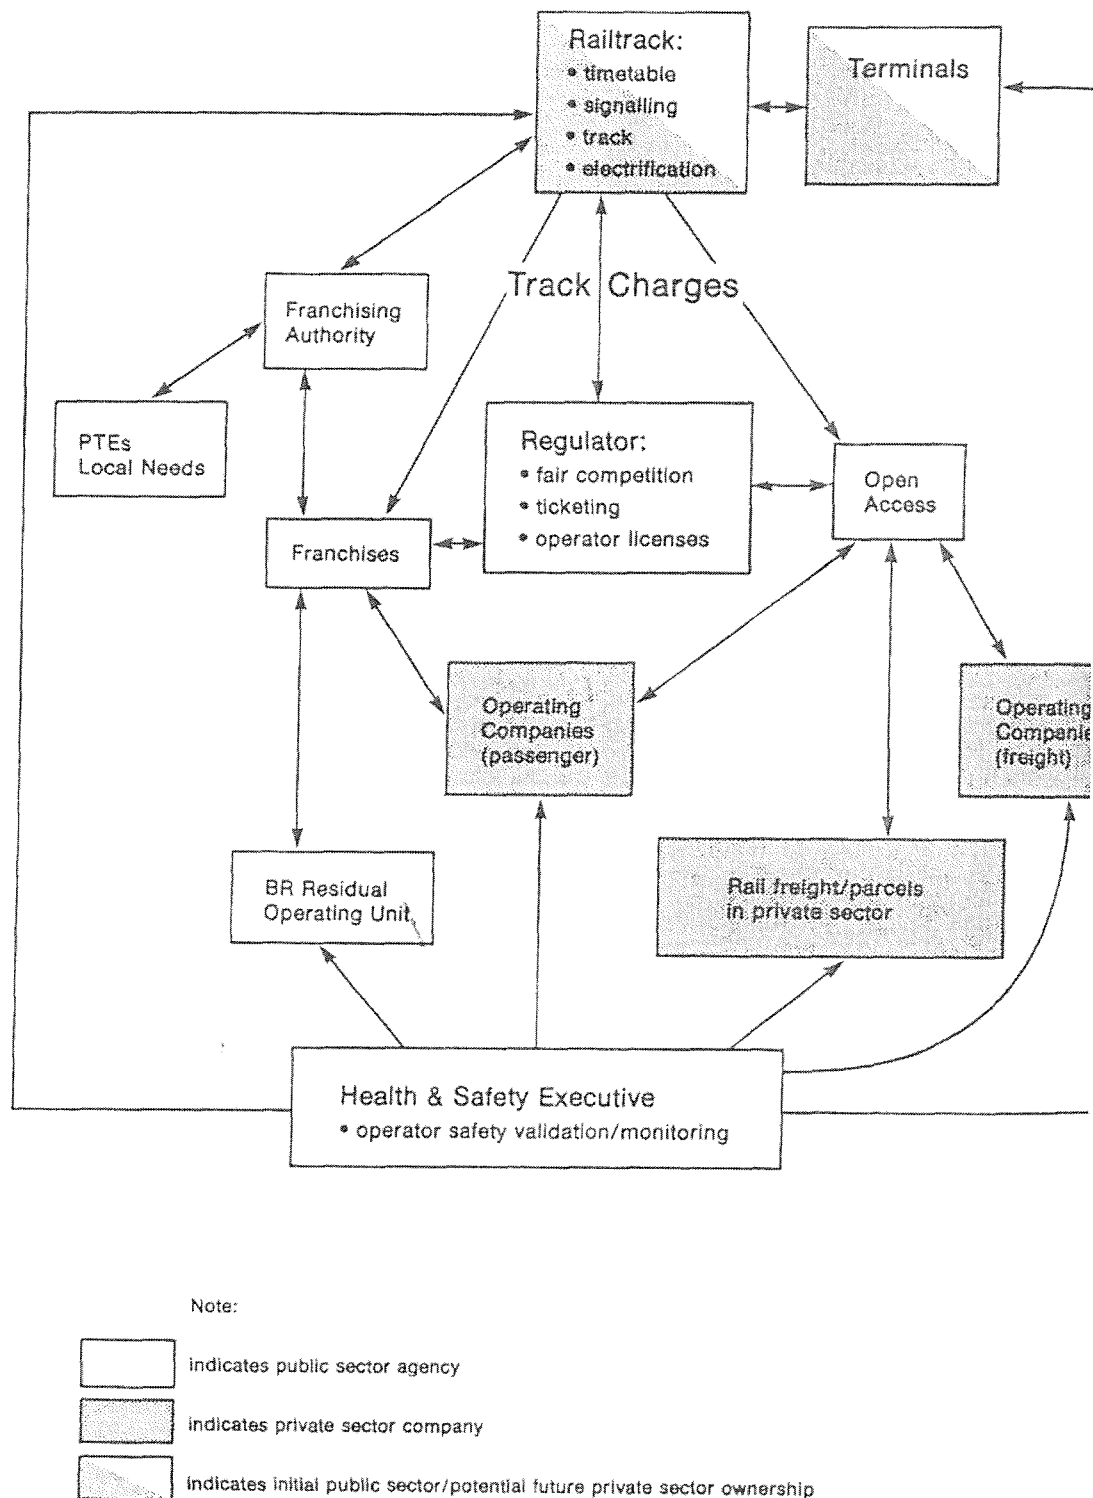 Railtrack:
• timetable
• signalling
• track
• electrification
Terminals
Track Charges
Franchising
Authority
PTEs
Local Needs
Regulator:
• fair competition
• ticketing
• operator licenses
Open
Access
Franchises
Operating
Companies
(passenger)
Operating
Companie
(freight)
BR Residual
Operating Unit
Rail freight/parcels
in private sector
Health & Safety Executive
• operator safety validation/monitoring
Note:
indicates public sector agency
indicates private sector company
indicates initial public sector/potential future private sector ownership